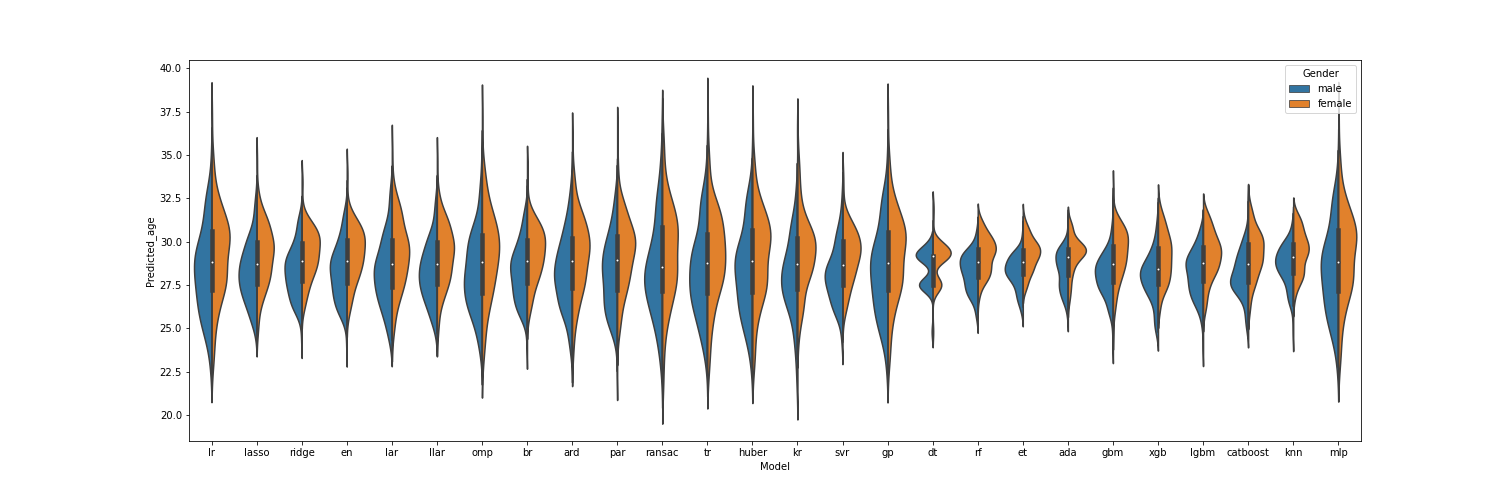 Predicted_age
40.0
37.5
35.0
32.5
30.0
27.5
25.0
22.5
20.0
Gender
male
female
lr lasso ridge en lar llar omp br ard par ransac tr huber kr svr gp dt rf et ada gbm xgb lgbm catboost knn mlp
Model